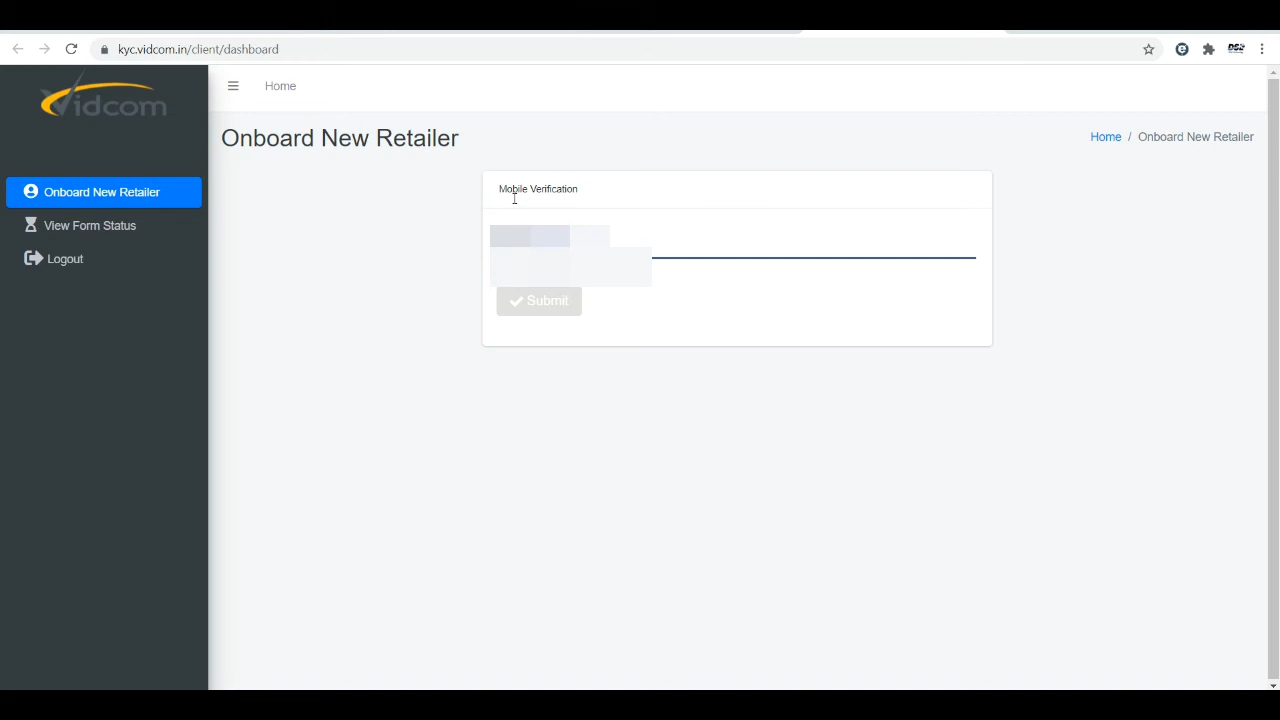 kyc.vidcom.in/client/dashboard
Vidcom
Home
Onboard New Retailer
Home / Onboard New Retailer
Onboard New Retailer
View Form Status
Logout
Mobile Verification
Submit